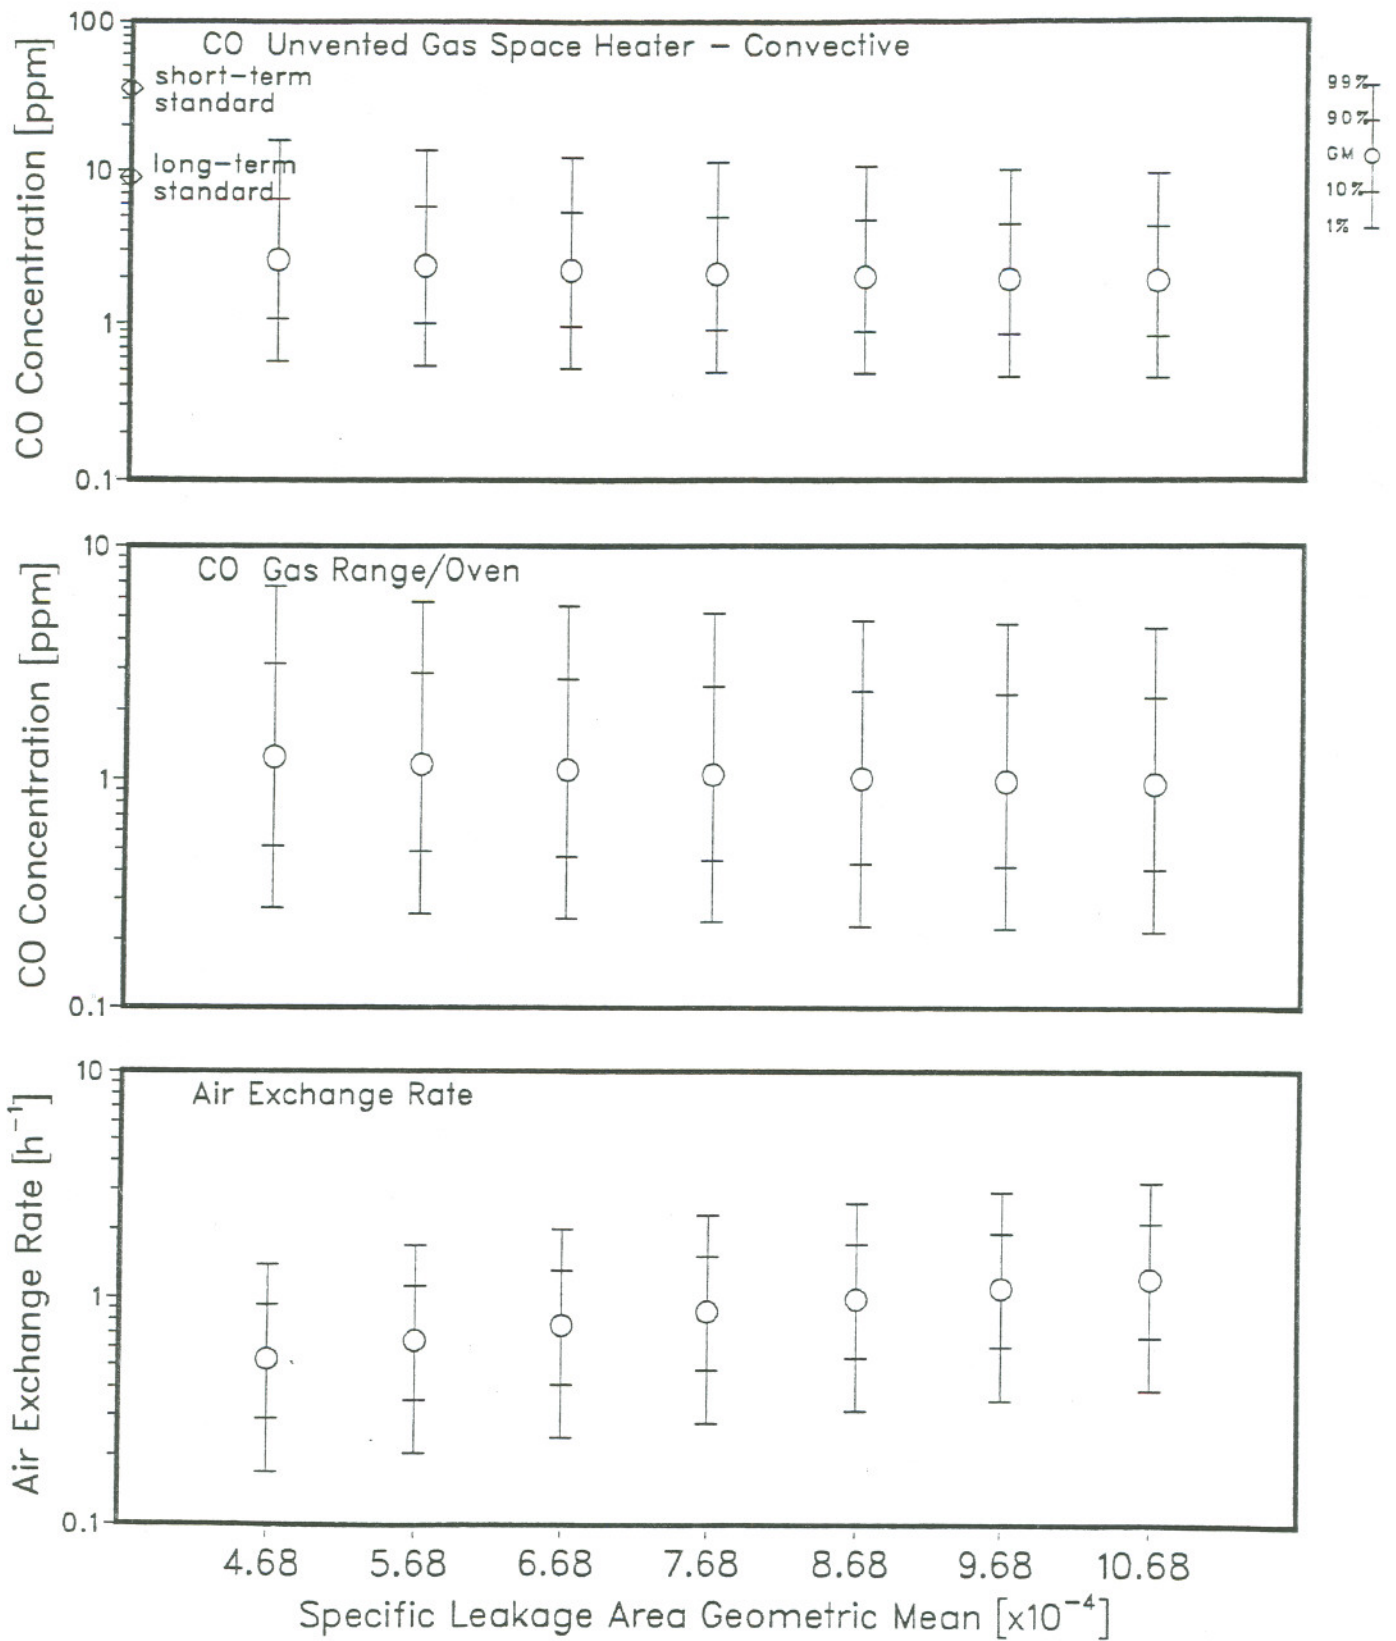 100
CO Unvented Gas Space Heater – Convective
short–term
standard
10
long–term
standard
1
0.1
CO Concentration [ppm]
99%
90%
GM
10%
1%
10
CO Gas Range/Oven
1
0.1
CO Concentration [ppm]
10
Air Exchange Rate
1
0.1
Air Exchange Rate [h⁻¹]
4.68 5.68 6.68 7.68 8.68 9.68 10.68
Specific Leakage Area Geometric Mean [x10⁻⁴]